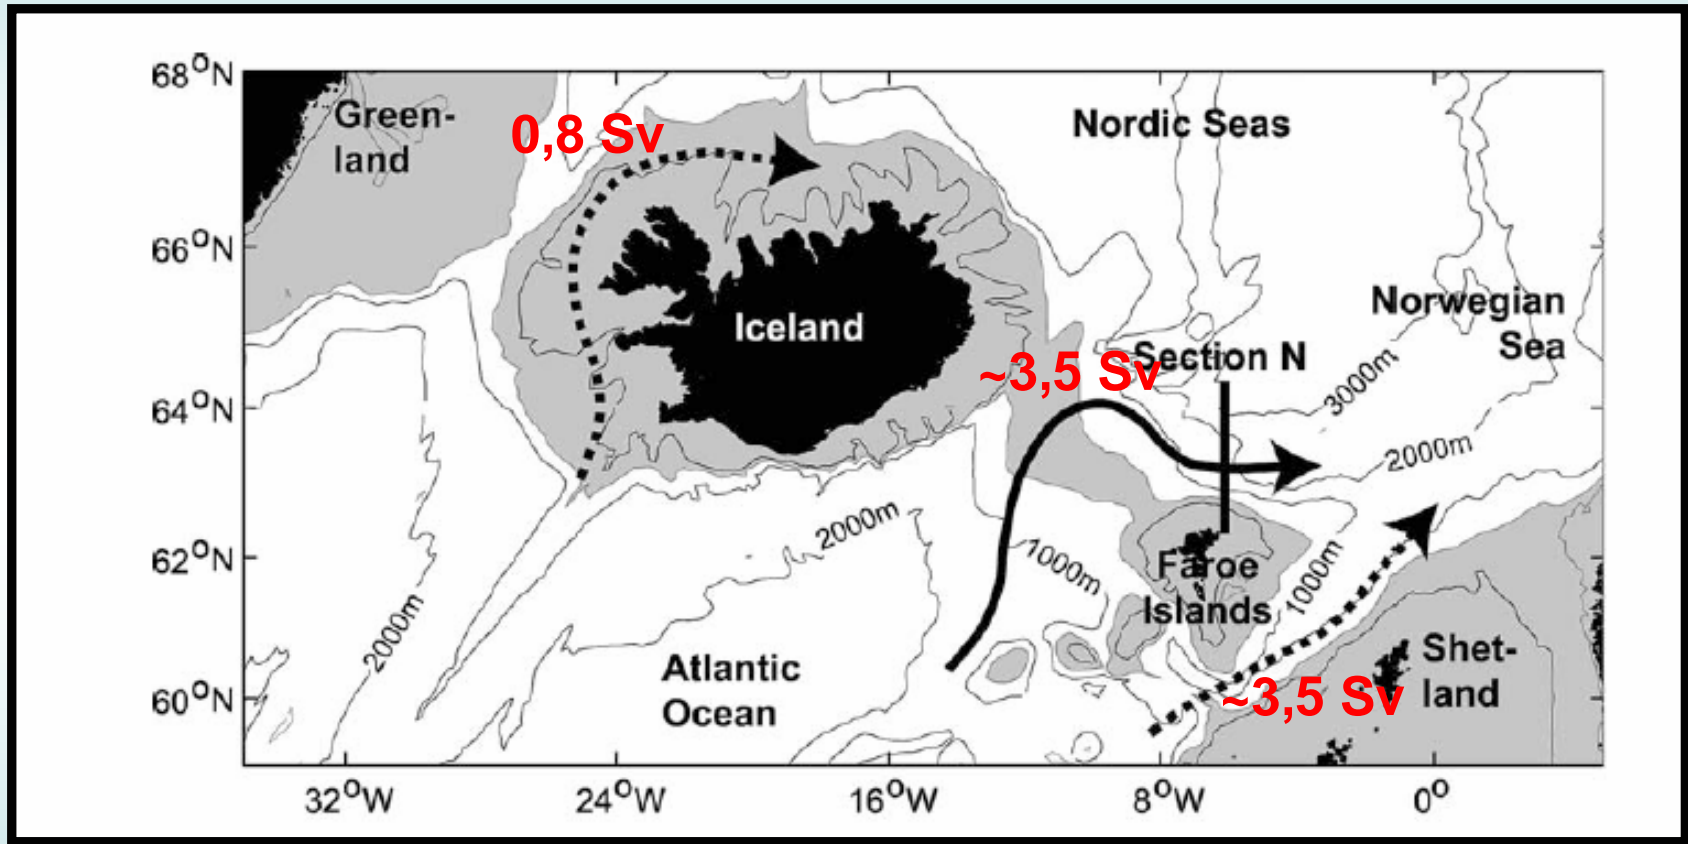 68°N
66°N
64°N
62°N
60°N
32°W
24°W
16°W
8°W
0°
Green-
land
0,8 Sv
Nordic Seas
Iceland
Norwegian
Sea
~3,5 Sv
Section N
3000m
2000m
2000m
1000m
Faroe
Islands
1000m
2000m
Atlantic
Ocean
Shet-
land
~3,5 Sv